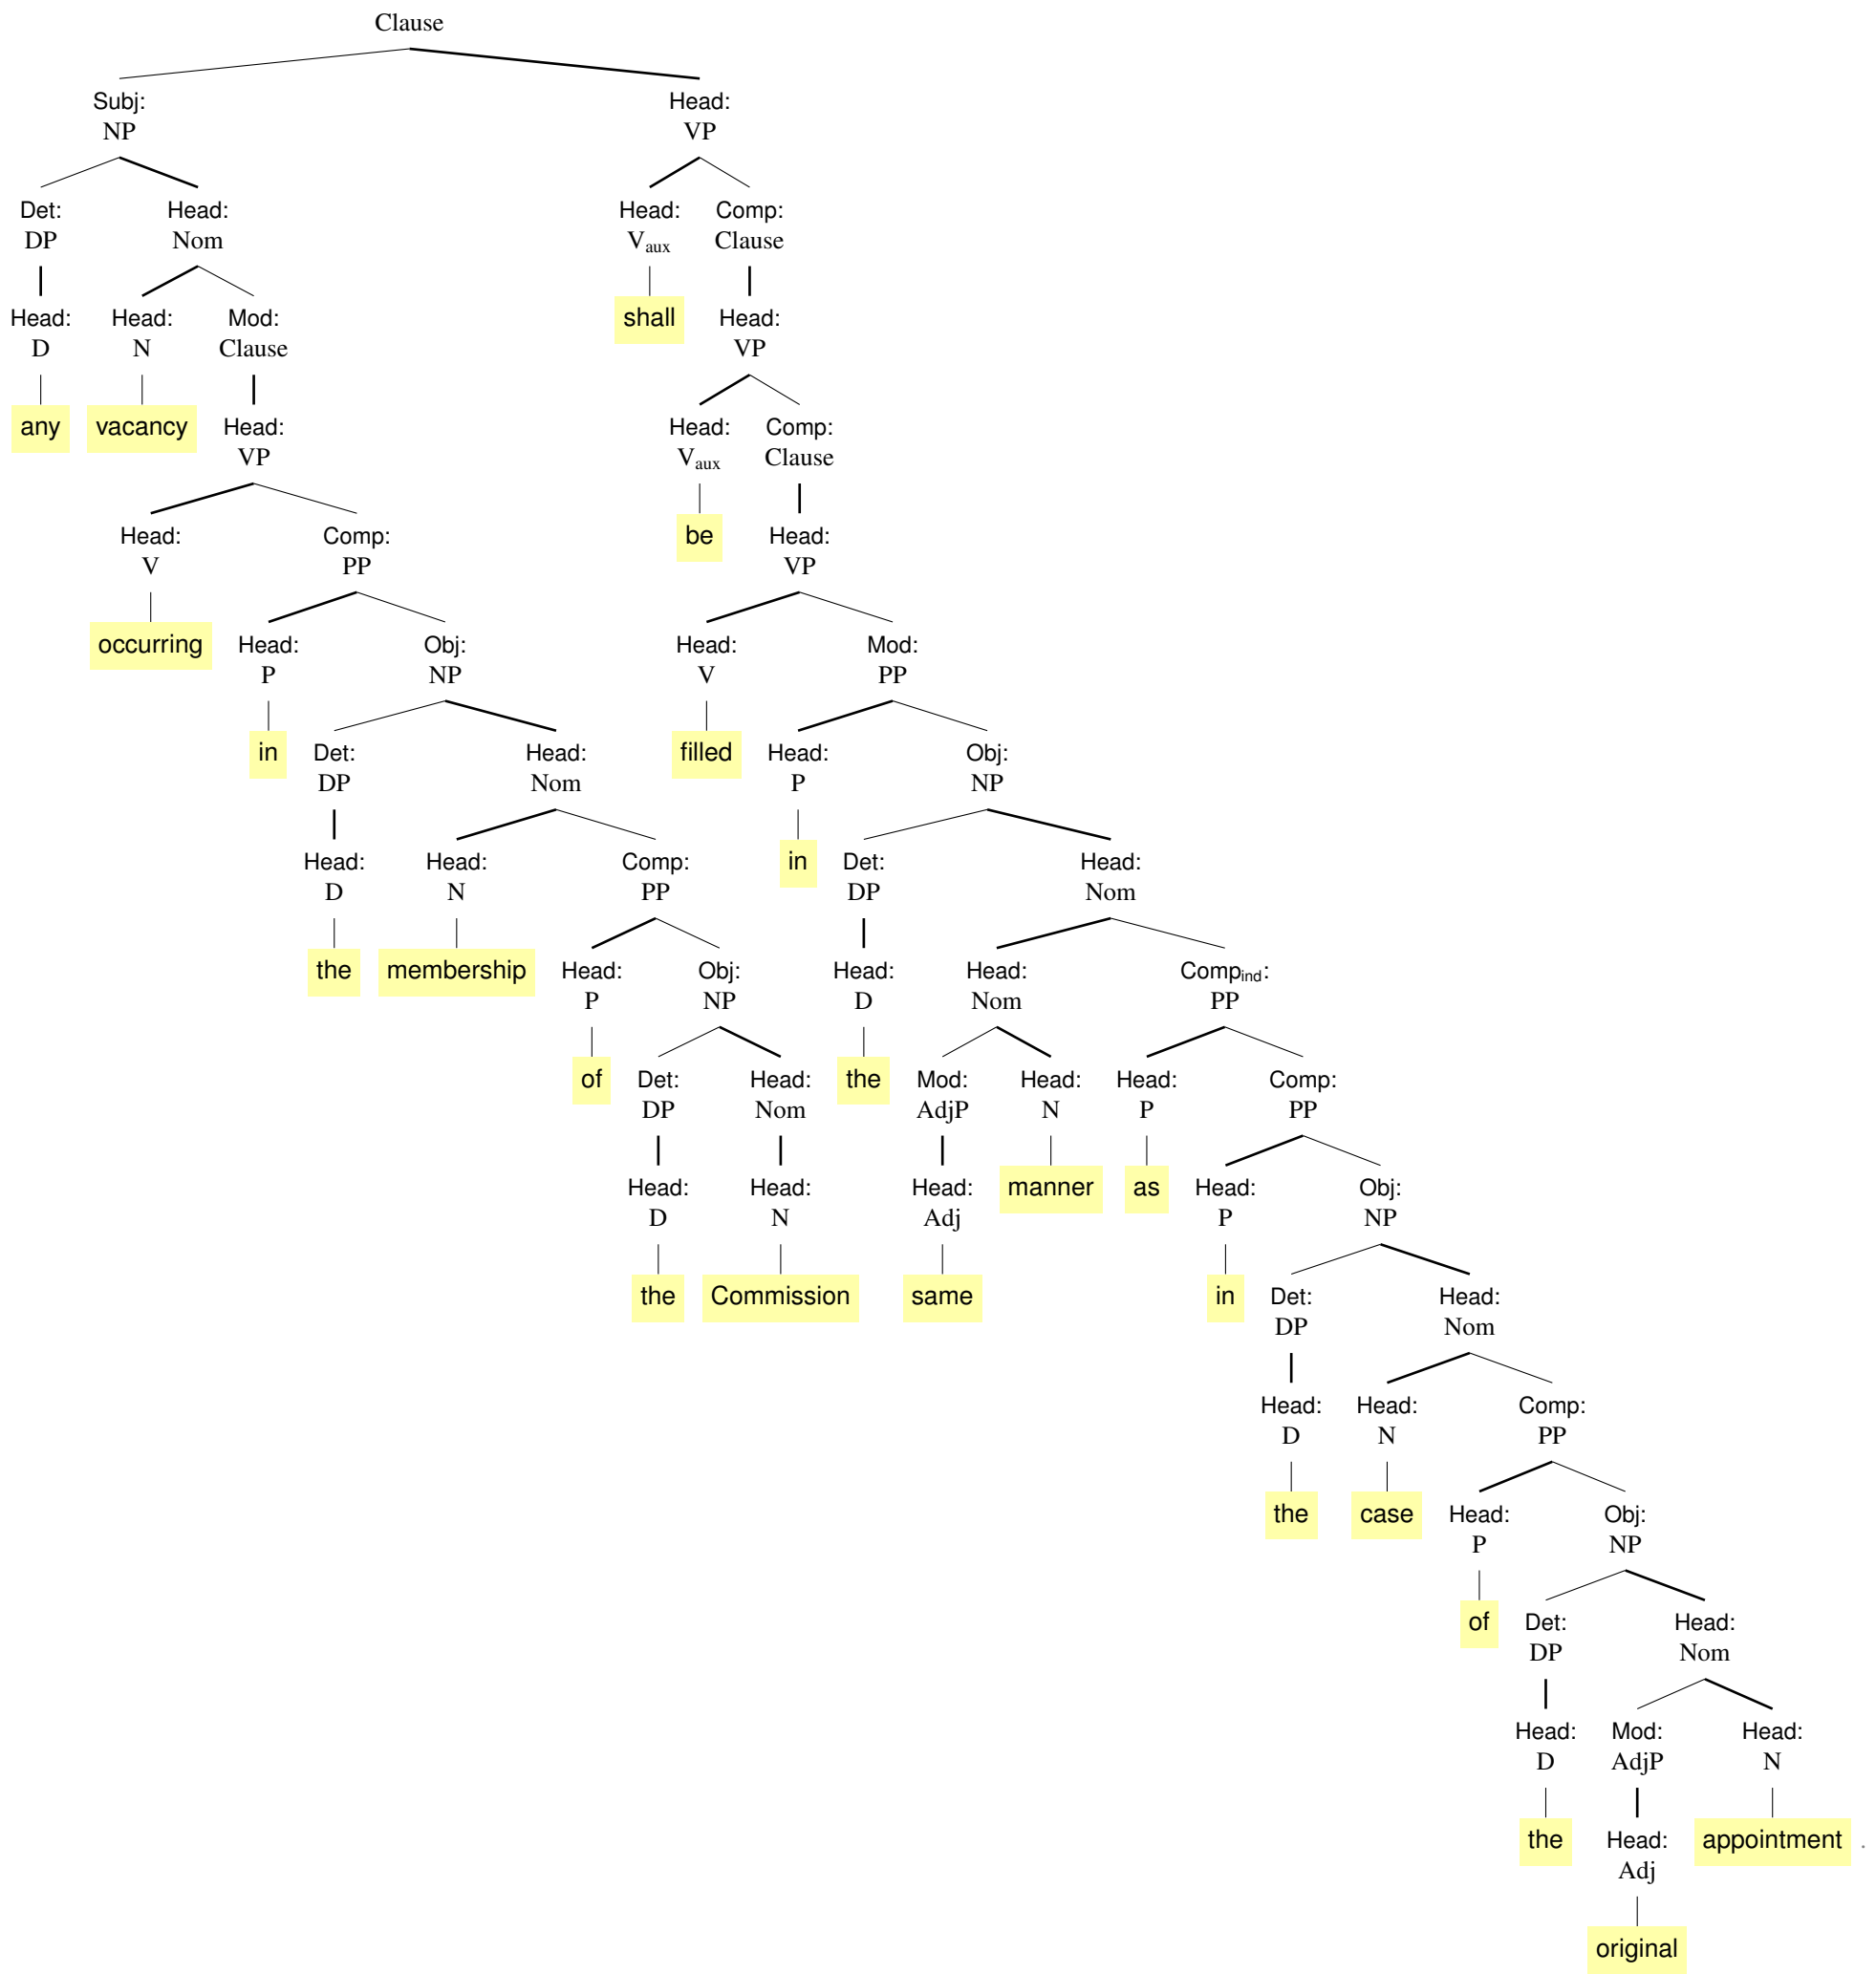 Clause
Subj: Head:
NP VP
Det: Head: Head: Comp:
DP Nom Vaux Clause
Head: Head: Mod: shall Head:
D N Clause VP
any vacancy Head: Head: Comp:
VP Vaux Clause
Head: Comp: be Head:
V PP VP
occurring Head: Obj: Head: Mod:
P NP V PP
in Det: Head: filled Head: Obj:
DP Nom P NP
Head: Head: Comp: in Det: Head:
D N PP DP Nom
the membership Head: Obj: Head: Head: Compind:
P NP D Nom PP
of Det: Head: the Mod: Head: Head: Comp:
DP Nom AdjP N P PP
Head: Head: Head: manner as Head: Obj:
D N Adj P NP
the Commission same in Det: Head:
DP Nom
Head: Head: Comp:
D N PP
the case Head: Obj:
P NP
of Det: Head:
DP Nom
Head: Mod: Head:
D AdjP N
the Head: appointment .
Adj
original